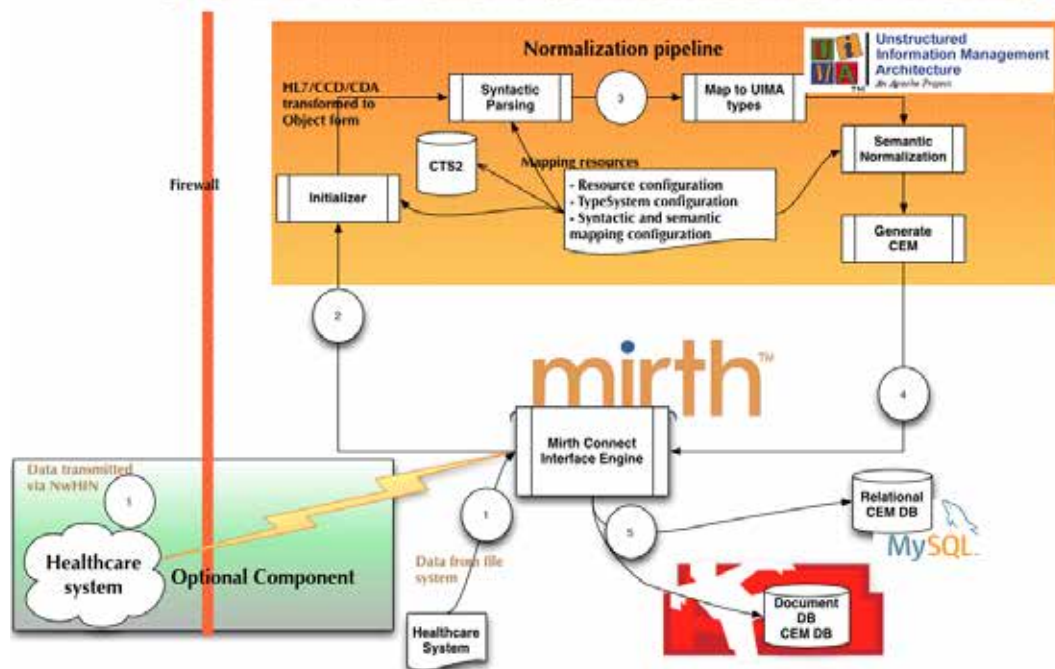 Normalization pipeline
UIMA
TM
Unstructured
Information Management
Architecture
An Apache Project
HL7/CCD/CDA
transformed to
Object form
Syntactic
Parsing
3
Map to UIMA
types
Firewall
CTS2
Mapping resources
Semantic
Normalization
Initializer
- Resource configuration
- TypeSystem configuration
- Syntactic and semantic
mapping configuration
Generate
CEM
2
mirth™
4
Mirth Connect
Interface Engine
Data transmitted
via NwHIN
1
Healthcare
system
Optional Component
1
Data from file
system
5
Relational
CEM DB
MySQL
Healthcare
System
Document
DB
CEM DB